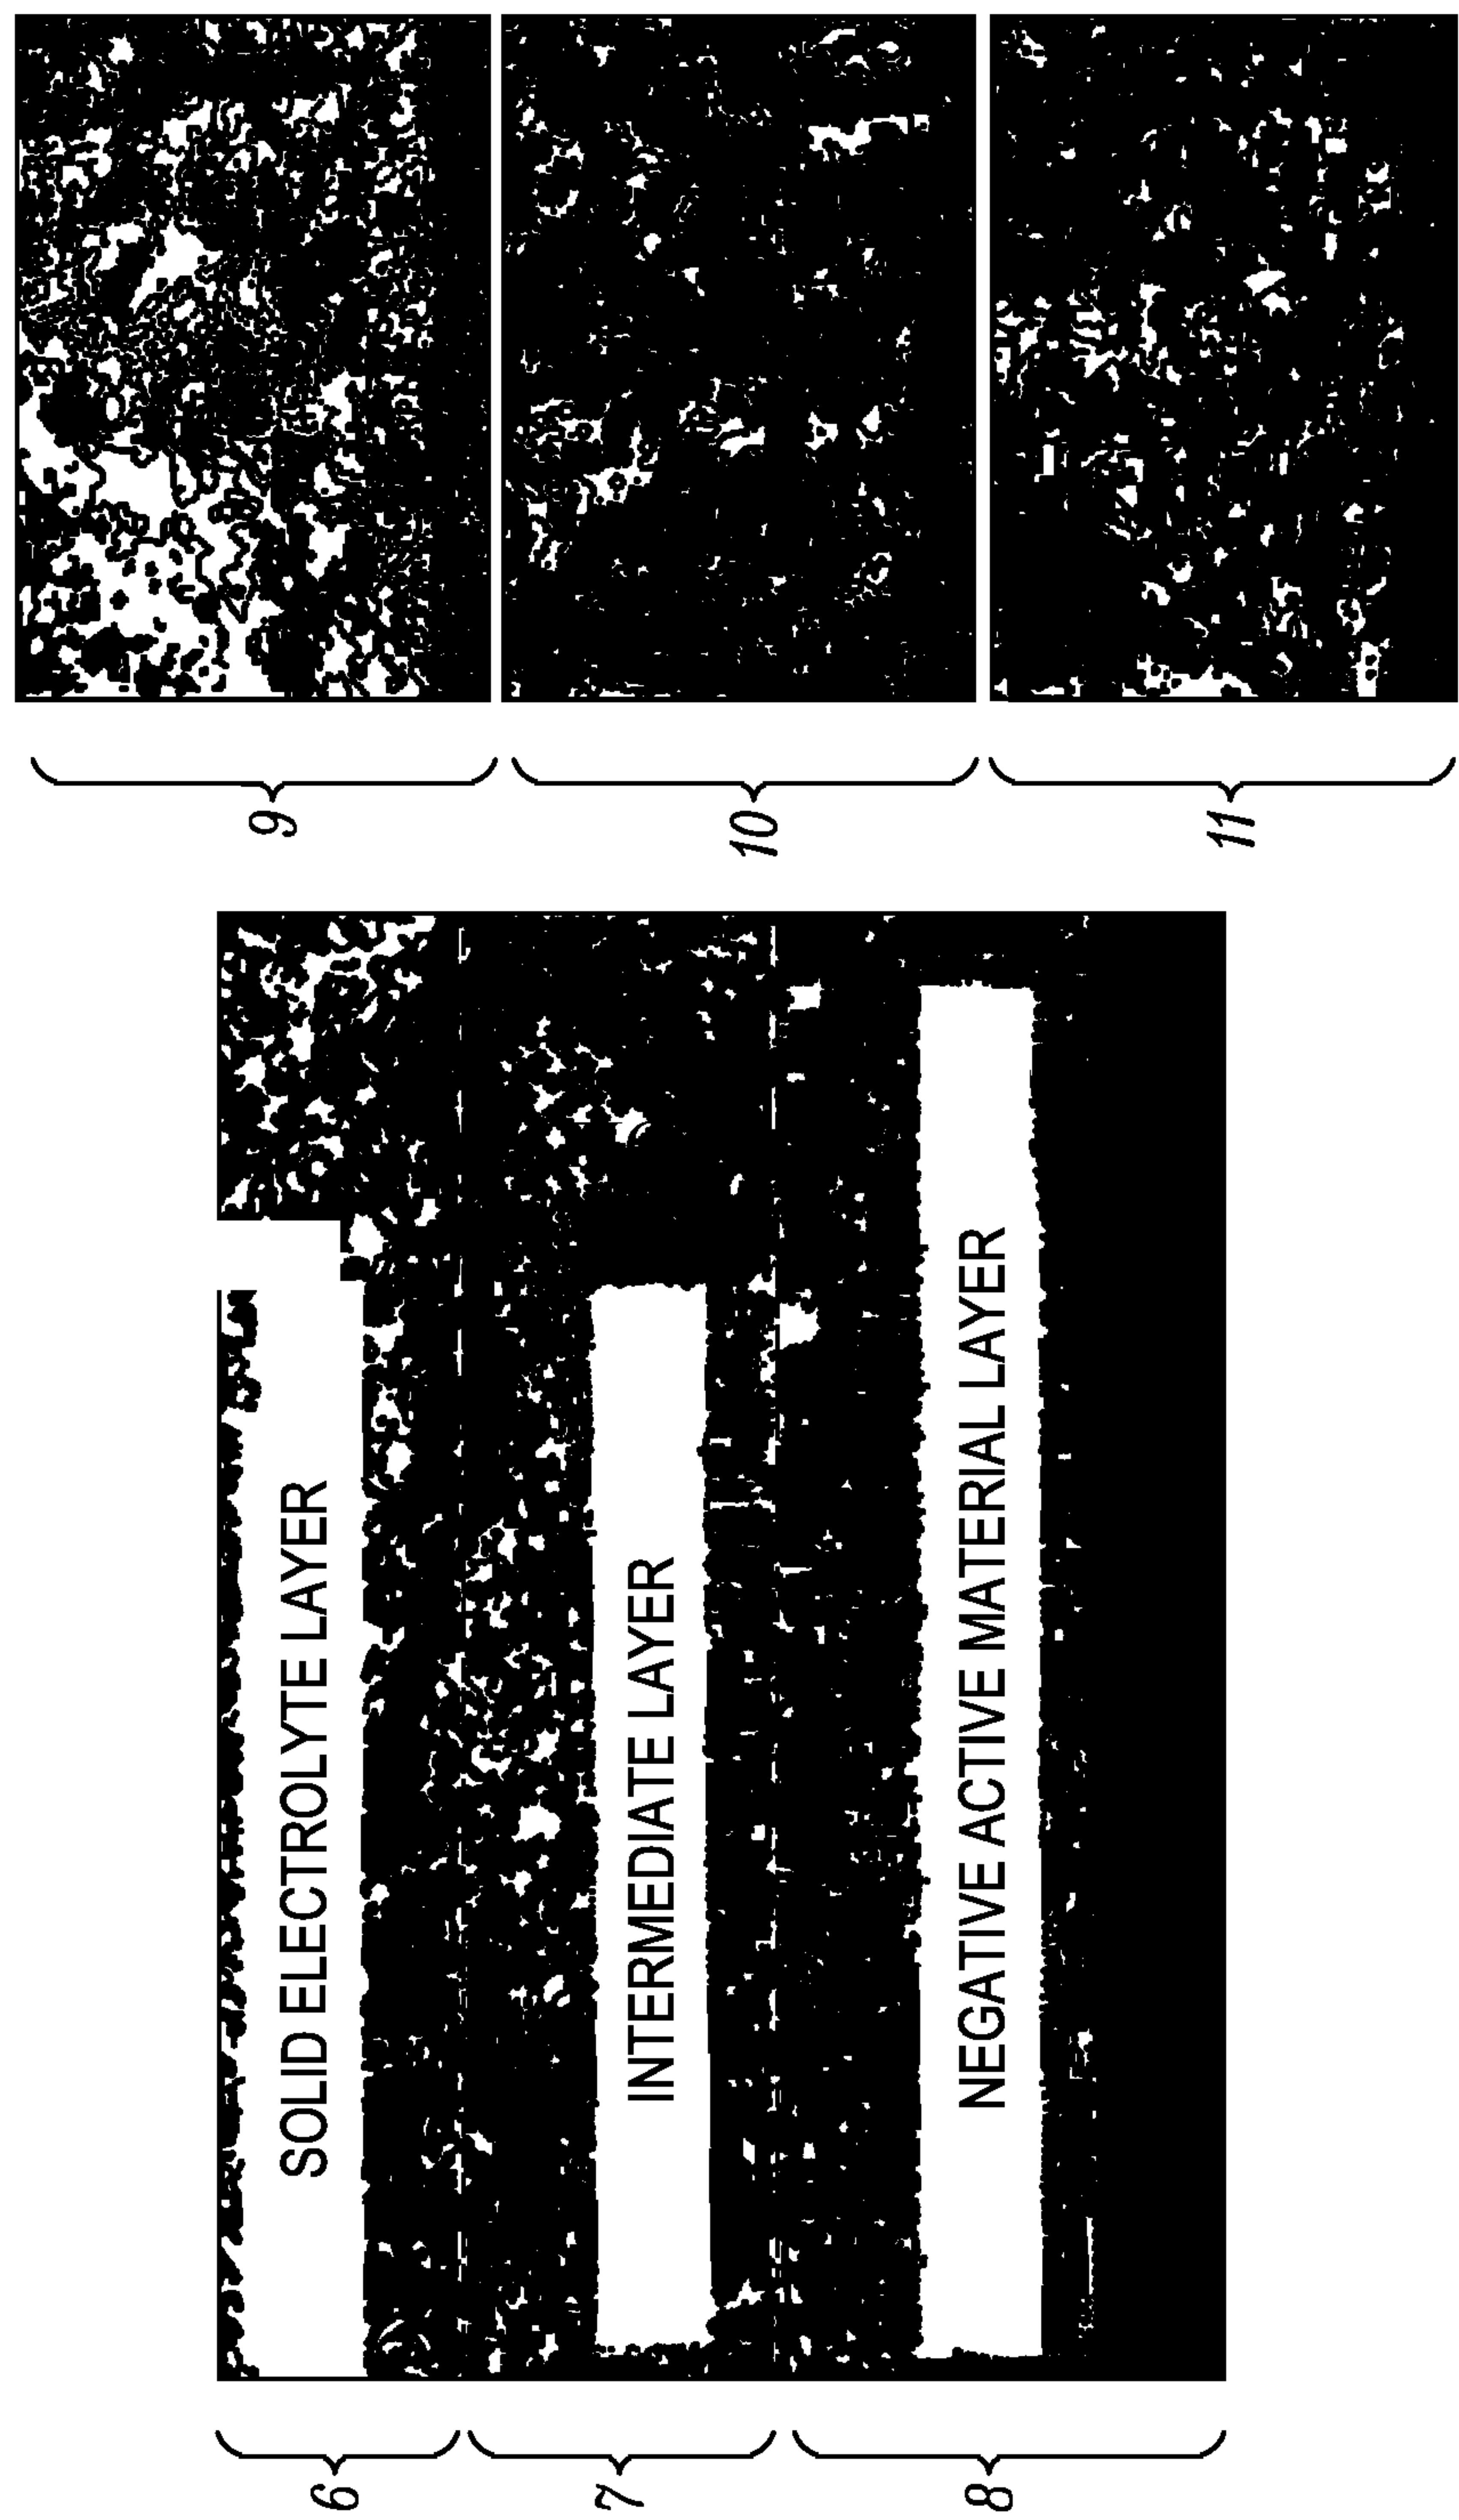 6
SOLID ELECTROLYTE LAYER
7
INTERMEDIATE LAYER
8
NEGATIVE ACTIVE MATERIAL LAYER
9
10
11